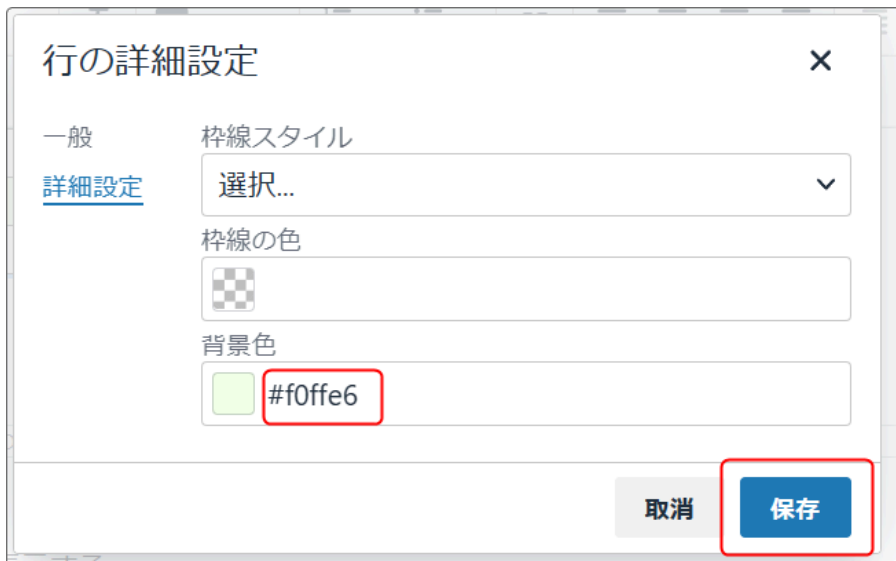 行の詳細設定
一般
詳細設定
枠線スタイル
選択...
枠線の色
背景色
#f0ffe6
取消
保存